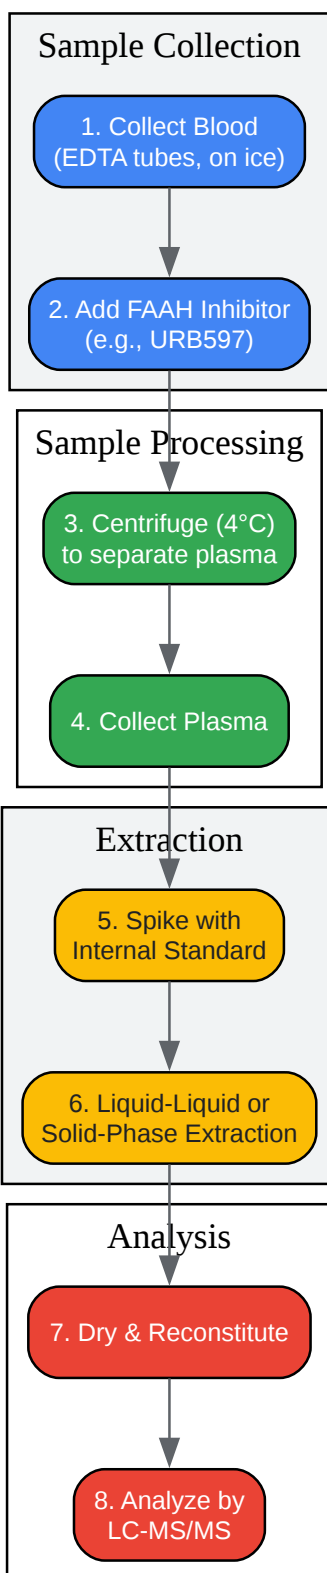 Sample Collection
1. Collect Blood
(EDTA tubes, on ice)
2. Add FAAH Inhibitor
(e.g., URB597)
Sample Processing
3. Centrifuge (4°C)
to separate plasma
4. Collect Plasma
Extraction
5. Spike with
Internal Standard
6. Liquid-Liquid or
Solid-Phase Extraction
Analysis
7. Dry & Reconstitute
8. Analyze by
LC-MS/MS